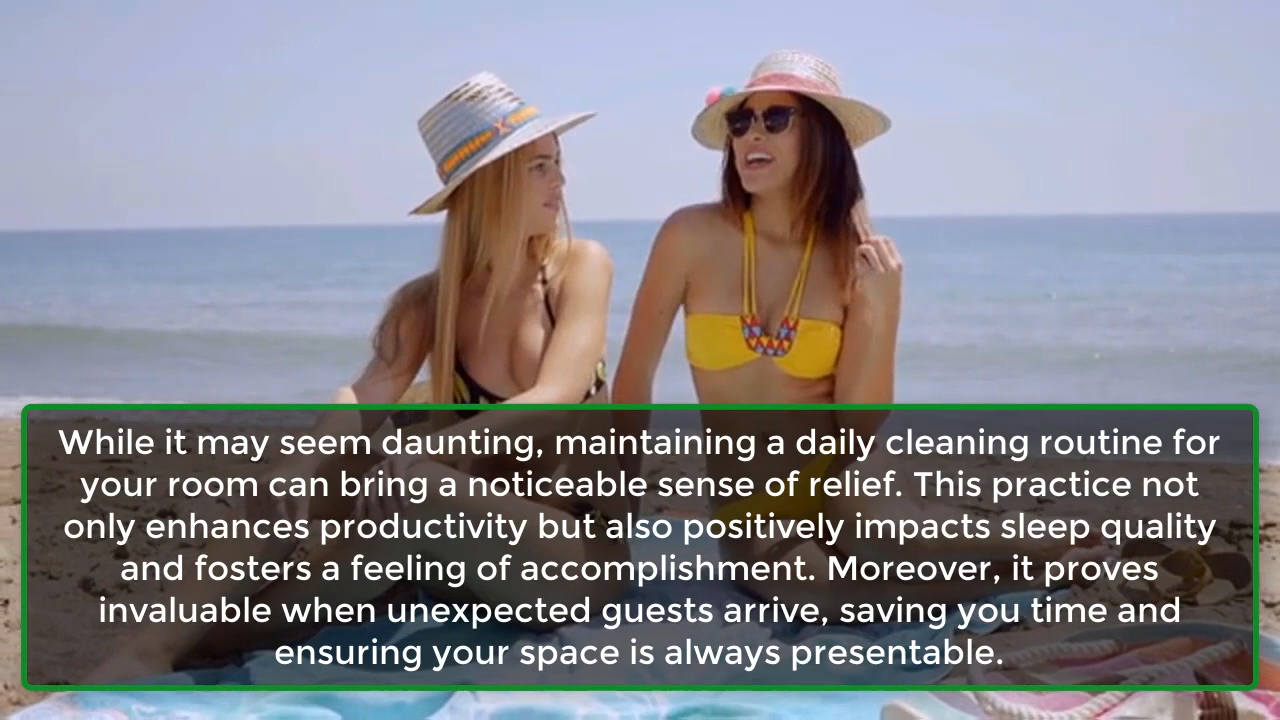 While it may seem daunting, maintaining a daily cleaning routine for
your room can bring a noticeable sense of relief. This practice not
only enhances productivity but also positively impacts sleep quality
and fosters a feeling of accomplishment. Moreover, it proves
invaluable when unexpected guests arrive, saving you time and
ensuring your space is always presentable.